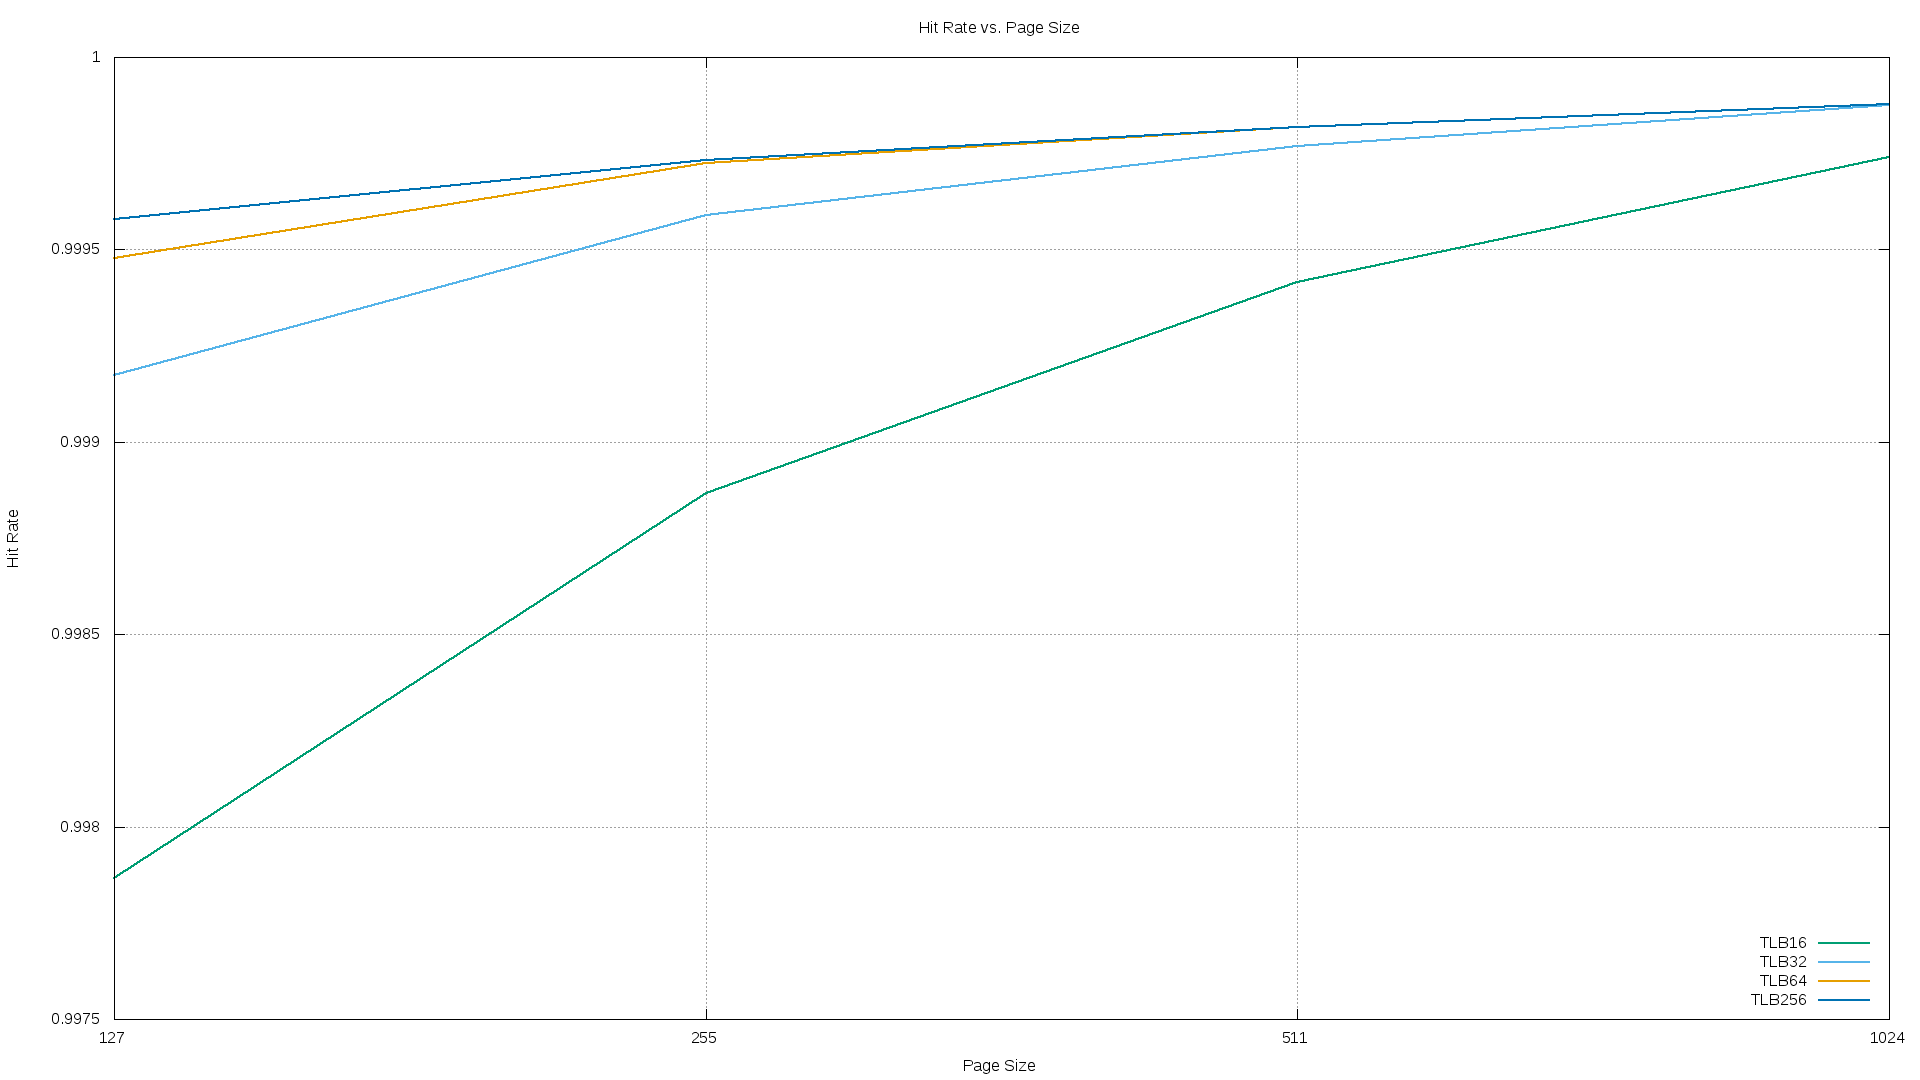 Hit Rate vs. Page Size
1
0.9995
0.999
0.9985
0.998
0.9975
Hit Rate
127
255
511
1024
Page Size
TLB16
TLB32
TLB64
TLB256